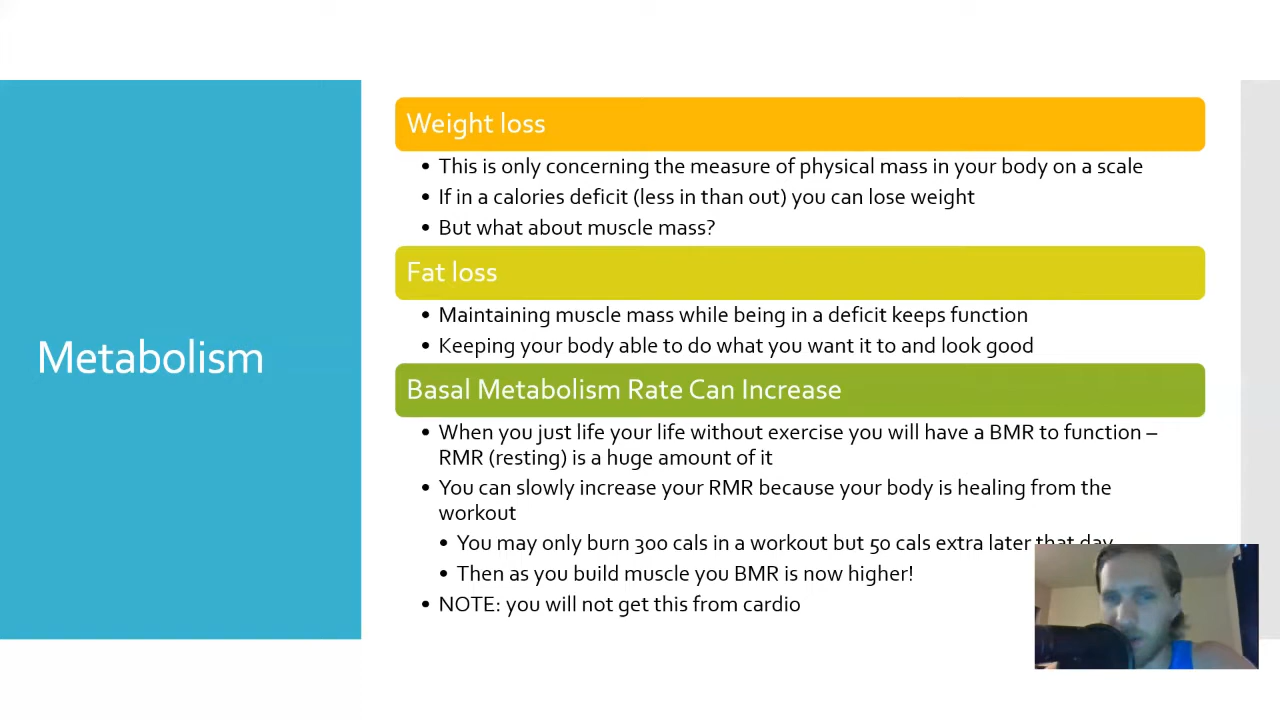 Metabolism
Weight loss
• This is only concerning the measure of physical mass in your body on a scale
• If in a calories deficit (less in than out) you can lose weight
• But what about muscle mass?
Fat loss
• Maintaining muscle mass while being in a deficit keeps function
• Keeping your body able to do what you want it to and look good
Basal Metabolism Rate Can Increase
• When you just life your life without exercise you will have a BMR to function –
RMR (resting) is a huge amount of it
• You can slowly increase your RMR because your body is healing from the
workout
• You may only burn 300 cals in a workout but 50 cals extra later that day
• Then as you build muscle you BMR is now higher!
• NOTE: you will not get this from cardio